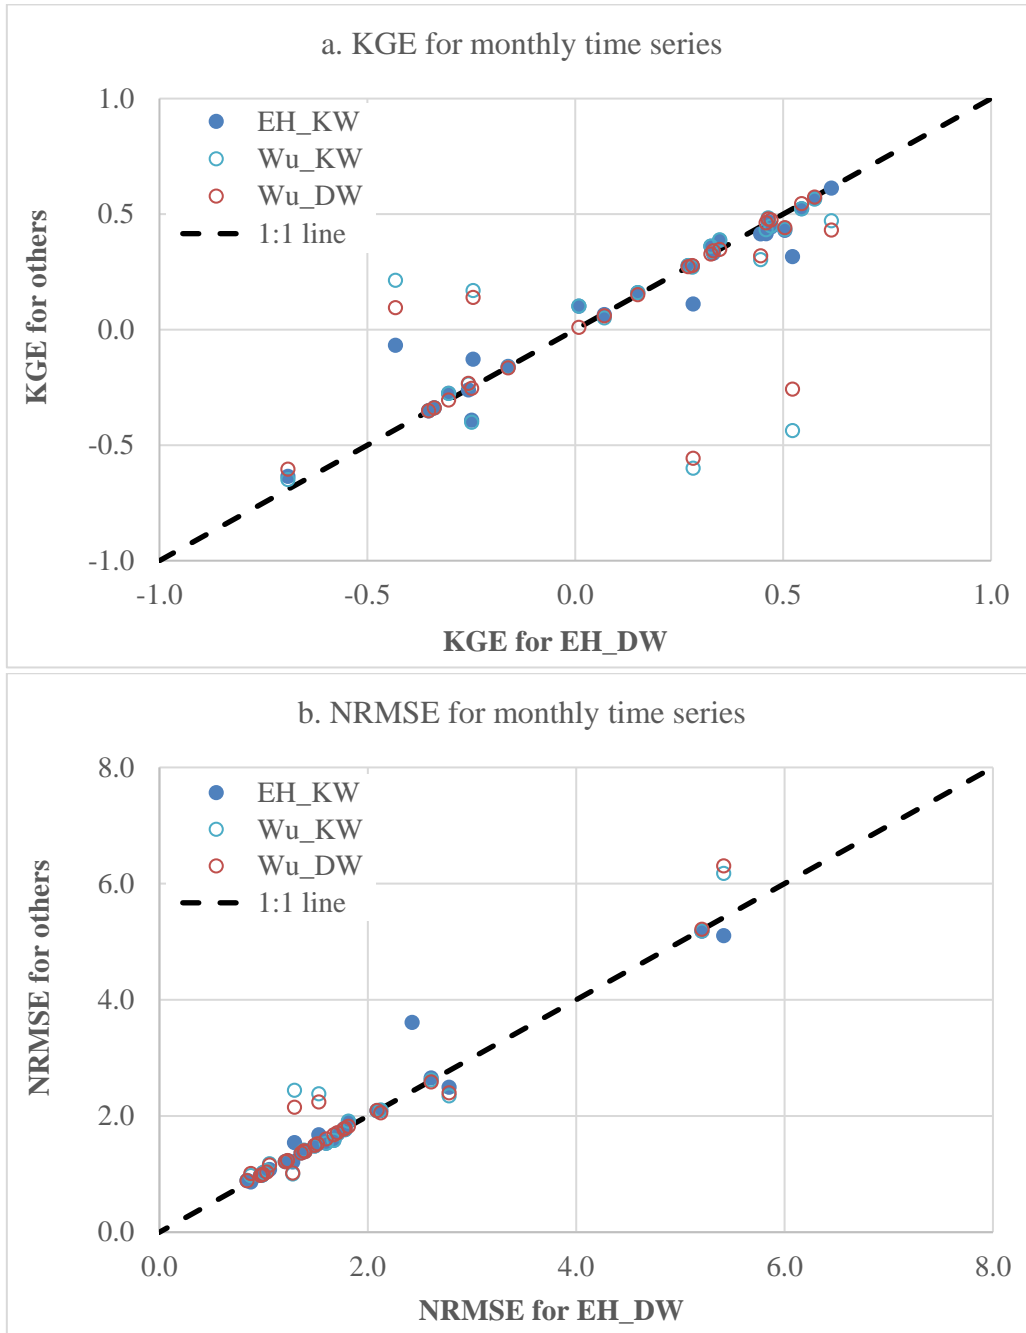 a. KGE for monthly time series
1.0
EH_KW
Wu_KW
Wu_DW
1:1 line
0.5
0.0
-0.5
-1.0
KGE for others
-1.0 -0.5 0.0 0.5 1.0
KGE for EH_DW
b. NRMSE for monthly time series
8.0
EH_KW
Wu_KW
Wu_DW
1:1 line
6.0
4.0
2.0
0.0
NRMSE for others
0.0 2.0 4.0 6.0 8.0
NRMSE for EH_DW